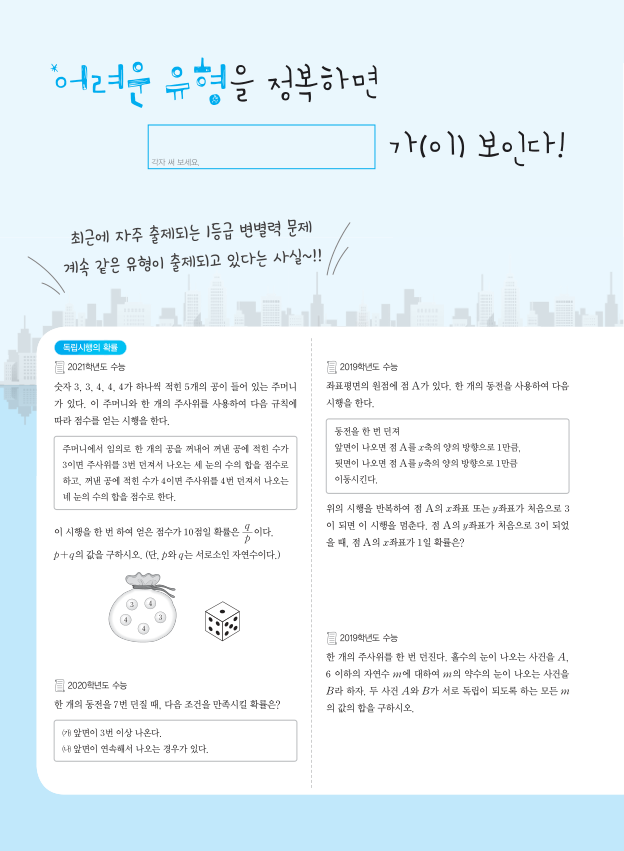 *어려운 유형을 정복하면
각자 써 보세요.
가(이) 보인다!
최근에 자주 출제되는 1등급 변별력 문제
계속 같은 유형이 출제되고 있다는 사실~!!
독립시행의 확률
2021학년도 수능
숫자 3, 3, 4, 4, 4가 하나씩 적힌 5개의 공이 들어 있는 주머니
가 있다. 이 주머니와 한 개의 주사위를 사용하여 다음 규칙에
따라 점수를 얻는 시행을 한다.
주머니에서 임의로 한 개의 공을 꺼내어 꺼낸 공에 적힌 수가
3이면 주사위를 3번 던져서 나오는 세 눈의 수의 합을 점수로
하고, 꺼낸 공에 적힌 수가 4이면 주사위를 4번 던져서 나오는
네 눈의 수의 합을 점수로 한다.
이 시행을 한 번 하여 얻은 점수가 10점일 확률은 q/p이다.
p+q의 값을 구하시오. (단, p와 q는 서로소인 자연수이다.)
3 4
4 3
4
2020학년도 수능
한 개의 동전을 7번 던질 때, 다음 조건을 만족시킬 확률은?
㈎ 앞면이 3번 이상 나온다.
㈏ 앞면이 연속해서 나오는 경우가 있다.
2019학년도 수능
좌표평면의 원점에 점 A가 있다. 한 개의 동전을 사용하여 다음
시행을 한다.
동전을 한 번 던져
앞면이 나오면 점 A를 x축의 양의 방향으로 1만큼,
뒷면이 나오면 점 A를 y축의 양의 방향으로 1만큼
이동시킨다.
위의 시행을 반복하여 점 A의 x좌표 또는 y좌표가 처음으로 3
이 되면 이 시행을 멈춘다. 점 A의 y좌표가 처음으로 3이 되었
을 때, 점 A의 x좌표가 1일 확률은?
2019학년도 수능
한 개의 주사위를 한 번 던진다. 홀수의 눈이 나오는 사건을 A,
6 이하의 자연수 m에 대하여 m의 약수의 눈이 나오는 사건을
B라 하자. 두 사건 A와 B가 서로 독립이 되도록 하는 모든 m
의 값의 합을 구하시오.